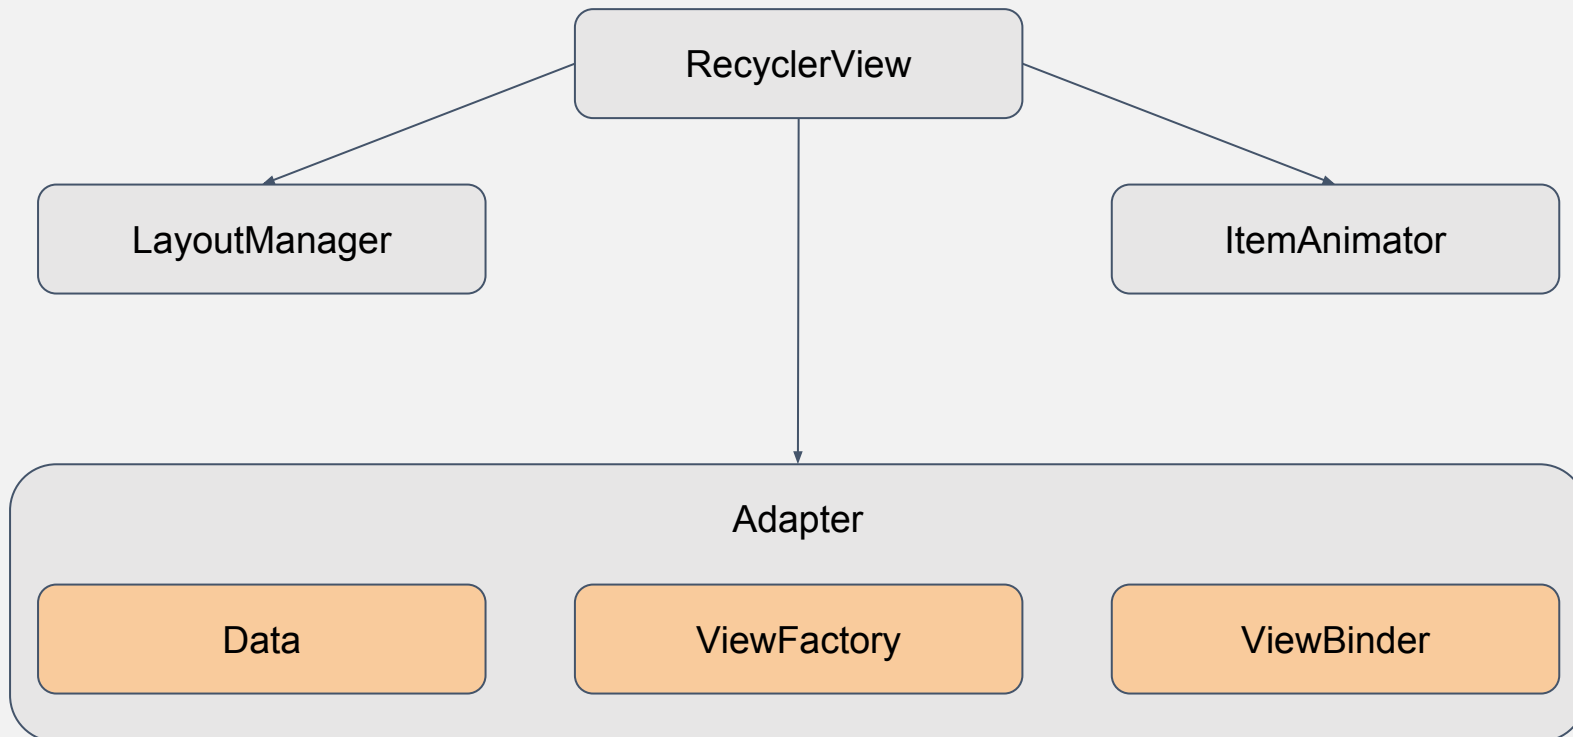 RecyclerView
LayoutManager
ItemAnimator
Adapter
Data
ViewFactory
ViewBinder